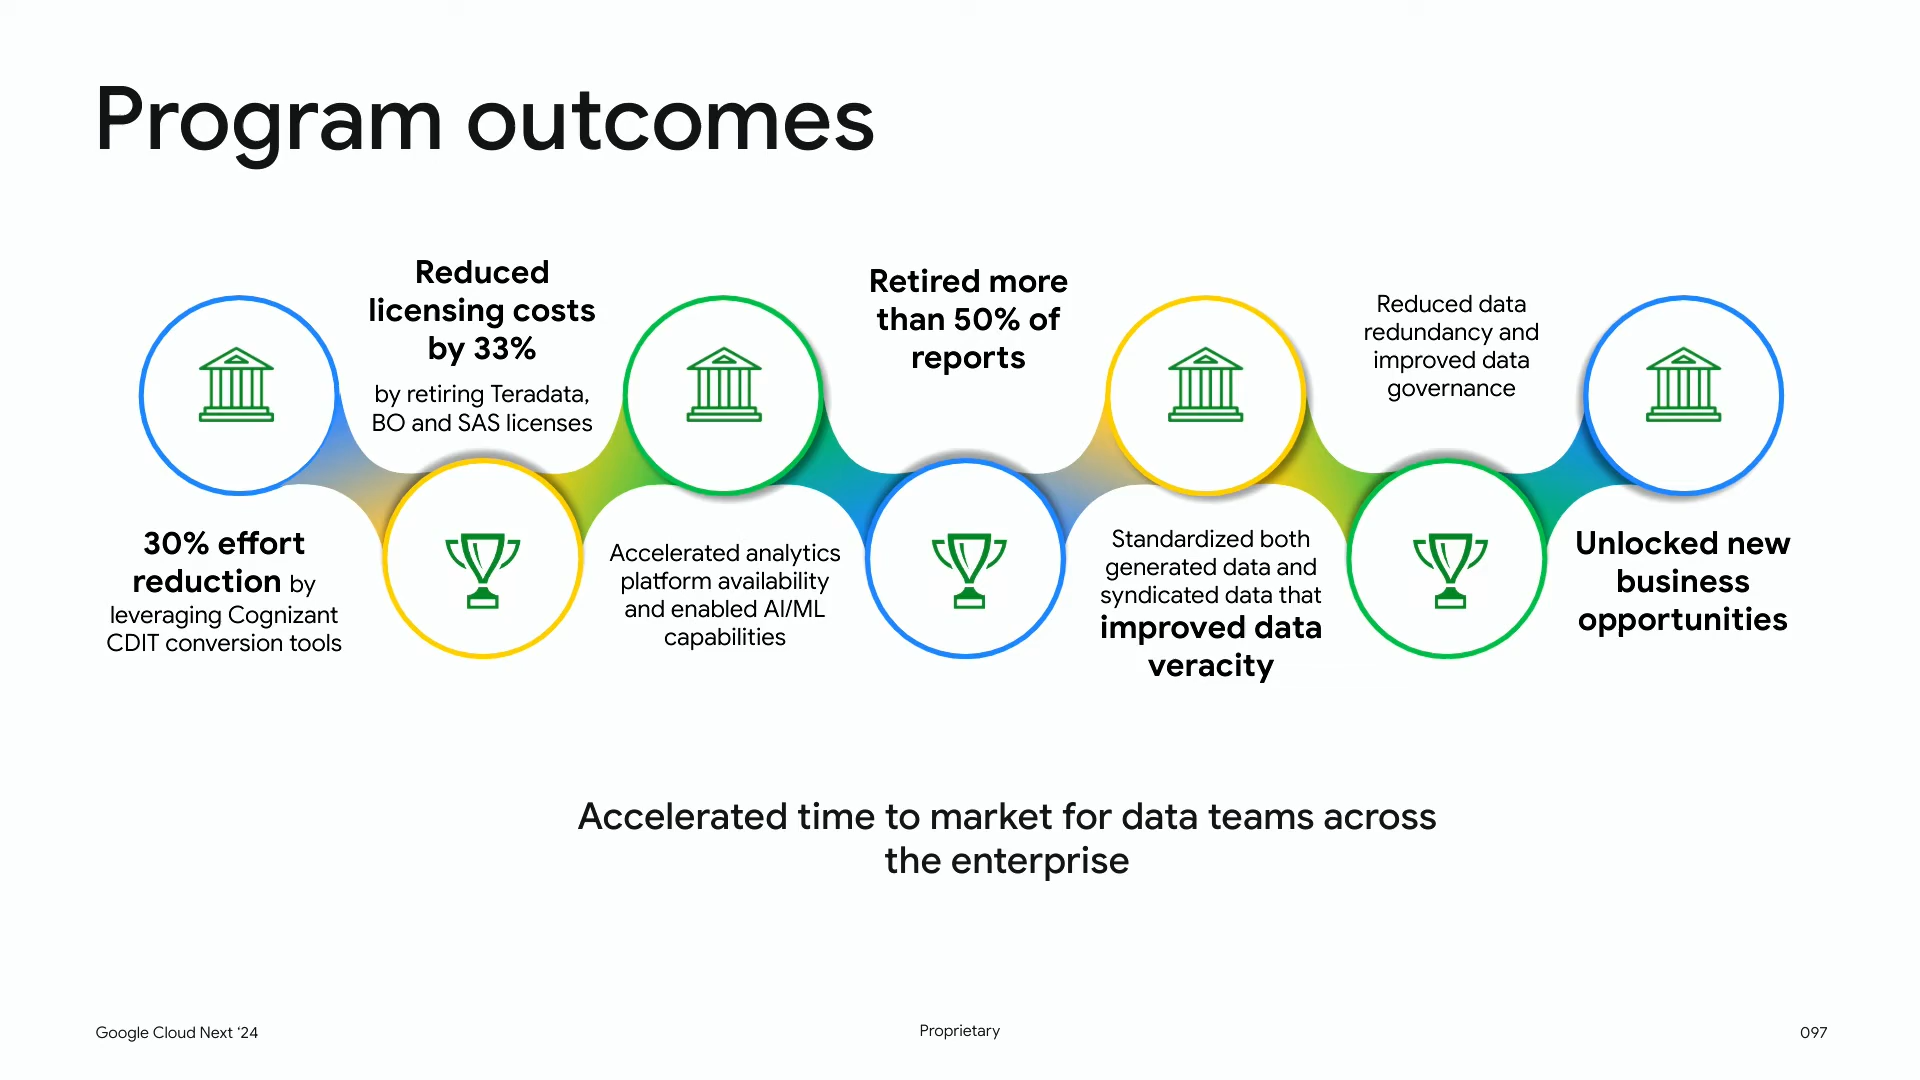 Program outcomes
30% effort
reduction by
leveraging Cognizant
CDIT conversion tools
Reduced
licensing costs
by 33%
by retiring Teradata,
BO and SAS licenses
Accelerated analytics
platform availability
and enabled AI/ML
capabilities
Retired more
than 50% of
reports
Standardized both
generated data and
syndicated data that
improved data
veracity
Reduced data
redundancy and
improved data
governance
Unlocked new
business
opportunities
Accelerated time to market for data teams across
the enterprise
Google Cloud Next ‘24
Proprietary
097